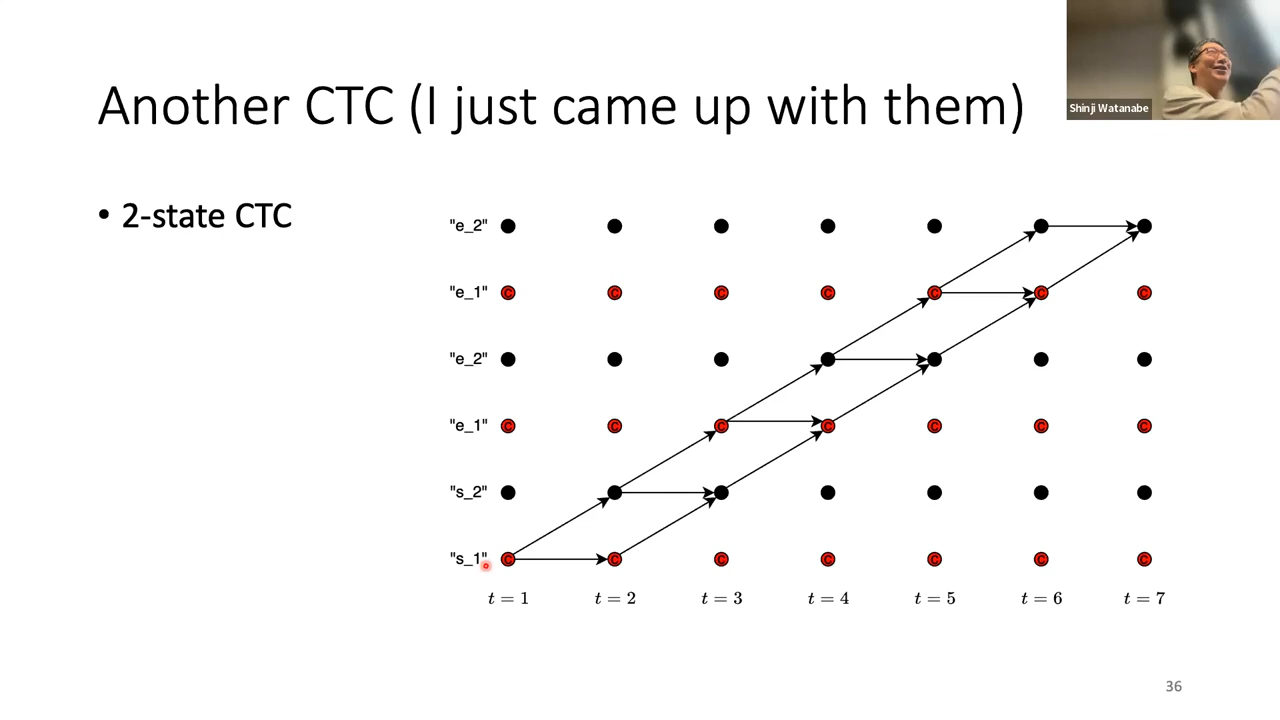 Another CTC (I just came up with them)
Shinji Watanabe
• 2-state CTC
"e_2"
"e_1" C C C C C C C
"e_2"
"e_1" C C C C C C C
"s_2"
"s_1" C C C C C C C
t = 1 t = 2 t = 3 t = 4 t = 5 t = 6 t = 7
36